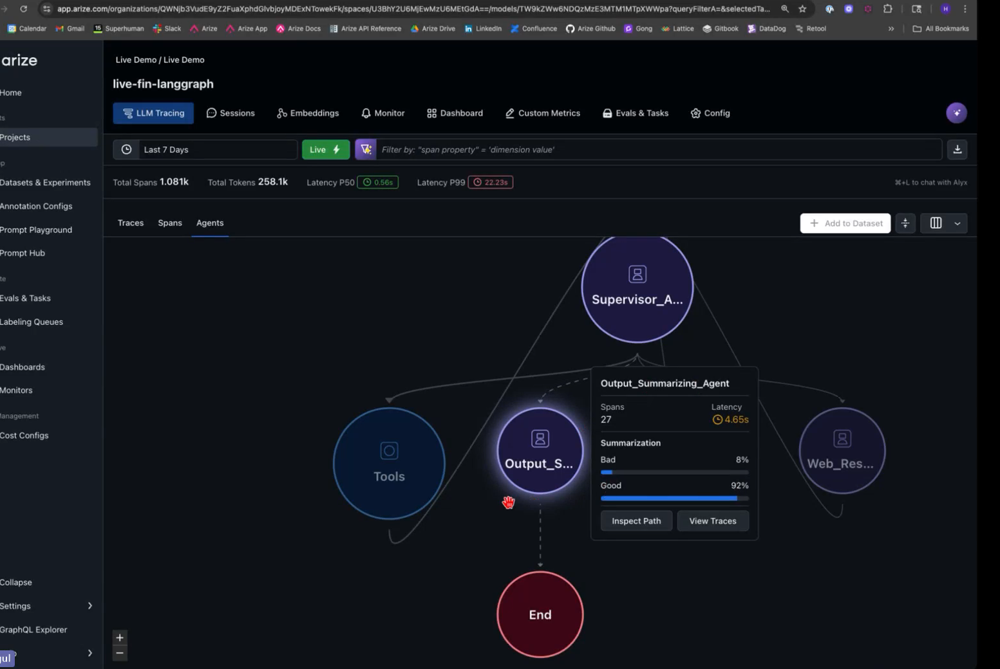 app.arize.com/organizations/QWNjb3VudE9yZ2FuaXphdGlvbjoyMDExNTowekFk/spaces/U3BhY2U6MjEwMzU6MEtGdA==/models/TW9kZWw6NDQzMzE3MTM1MTpXWWpa?queryFilterA=&selectedTa...
H
Calendar
Gmail
15 Superhuman
Slack
Arize
Arize App
Arize Docs
Arize API Reference
Arize Drive
LinkedIn
Confluence
Arize Github
Gong
Lattice
Gitbook
DataDog
Retool
»
All Bookmarks
arize
Home
ts
Projects
op
Datasets & Experiments
Annotation Configs
Prompt Playground
Prompt Hub
te
Evals & Tasks
Labeling Queues
ve
Dashboards
Monitors
Management
Cost Configs
Collapse
Settings
GraphQL Explorer
gul
Live Demo / Live Demo
live-fin-langgraph
LLM Tracing
Sessions
Embeddings
Monitor
Dashboard
Custom Metrics
Evals & Tasks
Config
Last 7 Days
Live
Filter by: "span property" = 'dimension value'
Total Spans 1.081k
Total Tokens 258.1k
Latency P50 0.56s
Latency P99 22.23s
⌘+L to chat with Alyx
Traces
Spans
Agents
+ Add to Dataset
Supervisor_A...
Tools
Output_S...
Web_Res...
End
Output_Summarizing_Agent
Spans
Latency
27
4.65s
Summarization
Bad 8%
Good 92%
Inspect Path
View Traces
+
−